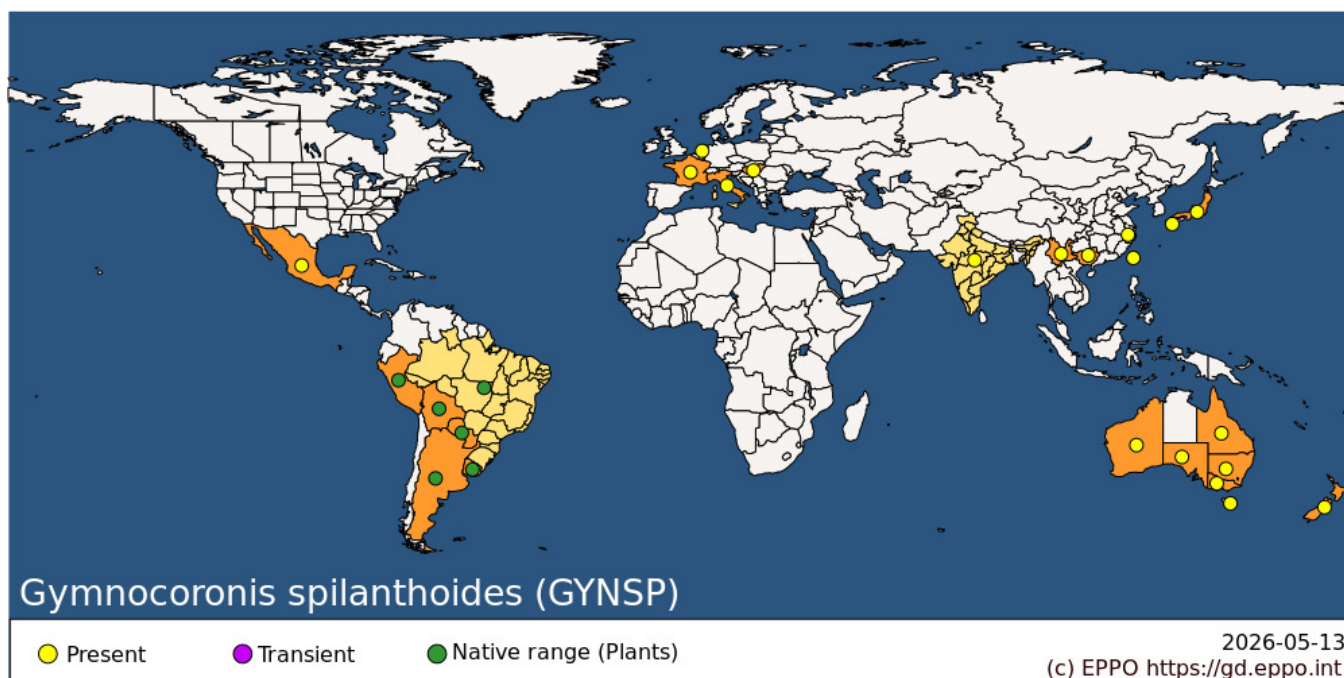 Gymnocoronis spilanthoides (GYNSP)
Present
Transient
Native range (Plants)
2026-05-13
(c) EPPO https://gd.eppo.int